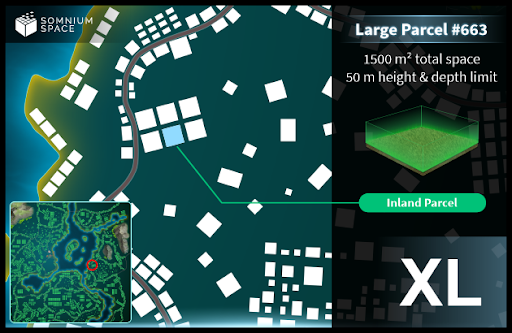 SOMNIUM
SPACE
Large Parcel #663
1500 m² total space
50 m height & depth limit
Inland Parcel
XL